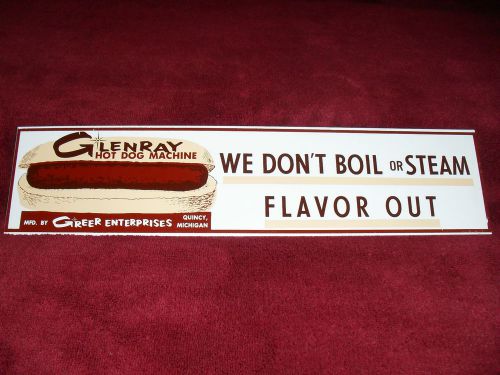 GLENRAY
HOT DOG MACHINE
MFD. BY GREER ENTERPRISES QUINCY, MICHIGAN
WE DON'T BOIL OR STEAM
FLAVOR OUT